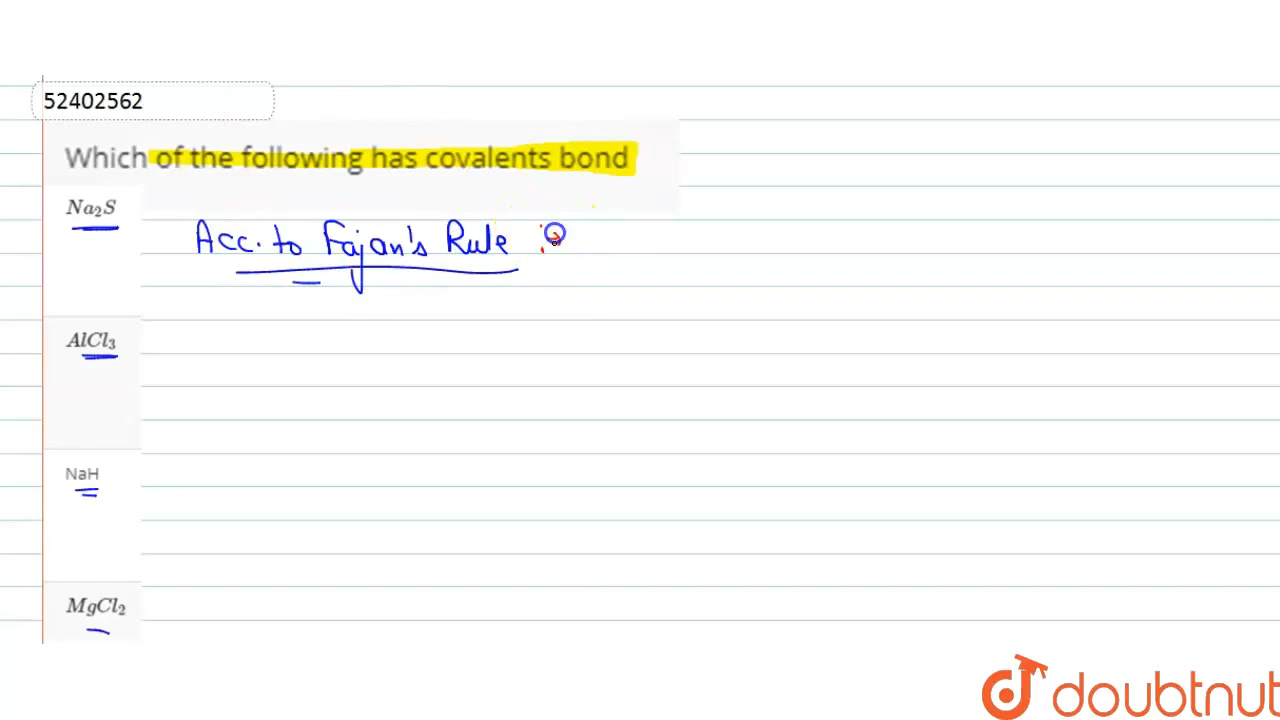 52402562
Which of the following has covalents bond
Na₂S
Acc. to Fajan's Rule :
AlCl₃
NaH
MgCl₂
doubtnut